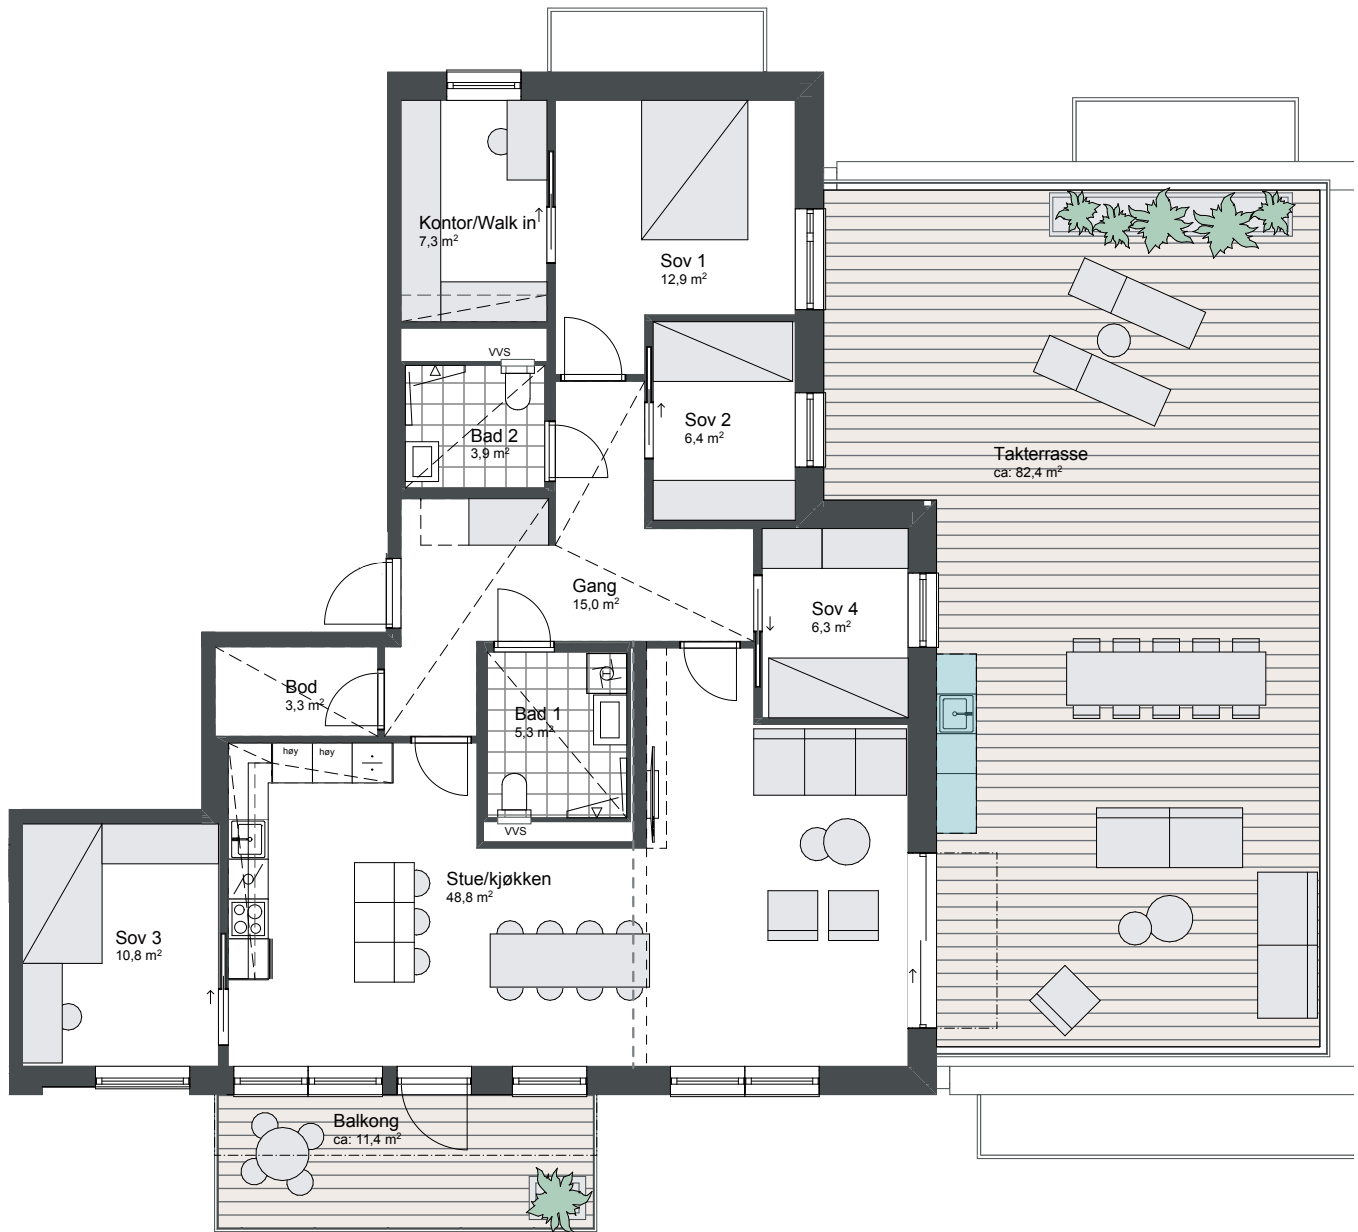 Kontor/Walk in
7,3 m²
Sov 1
12,9 m²
VVS
Bad 2
3,9 m²
Sov 2
6,4 m²
Takterrasse
ca: 82,4 m²
Gang
15,0 m²
Sov 4
6,3 m²
Bod
3,3 m²
Bad 1
5,3 m²
høy
høy
VVS
Stue/kjøkken
48,8 m²
Sov 3
10,8 m²
Balkong
ca: 11,4 m²